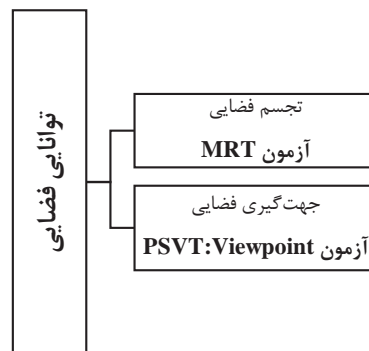 توانایی فضایی
تجسم فضایی
آزمون MRT
جهت‌گیری فضایی
آزمون PSVT:Viewpoint